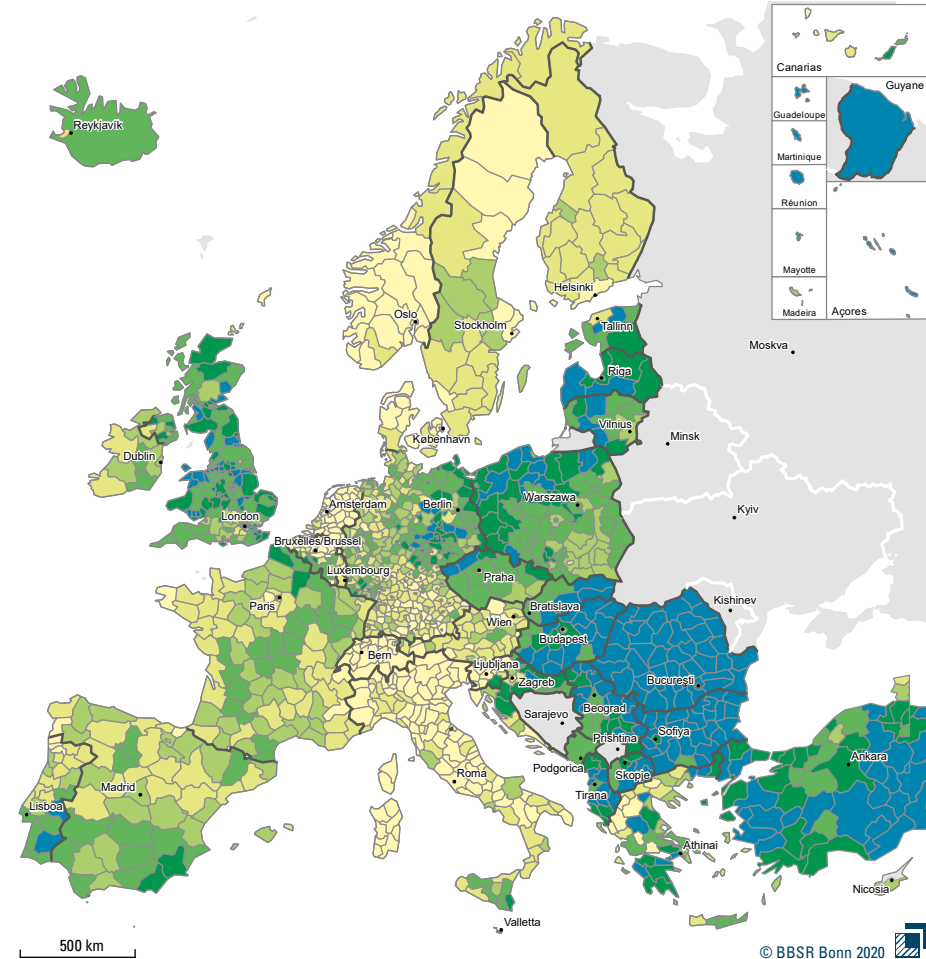 Canarias
Guyane
Guadeloupe
Martinique
Réunion
Mayotte
Madeira
Açores
Reykjavík
Helsinki
Oslo
Stockholm
Tallinn
Moskva
Riga
København
Vilnius
Minsk
Dublin
Amsterdam
Berlin
Warszawa
London
Kyiv
Bruxelles/Brussel
Luxembourg
Praha
Paris
Kishinev
Bratislava
Wien
Budapest
Bern
Ljubljana
Zagreb
București
Beograd
Sarajevo
Prishtina
Sofiya
Ankara
Podgorica
Skopje
Roma
Madrid
Tirana
Lisboa
Athinai
Nicosia
Valletta
500 km
© BBSR Bonn 2020